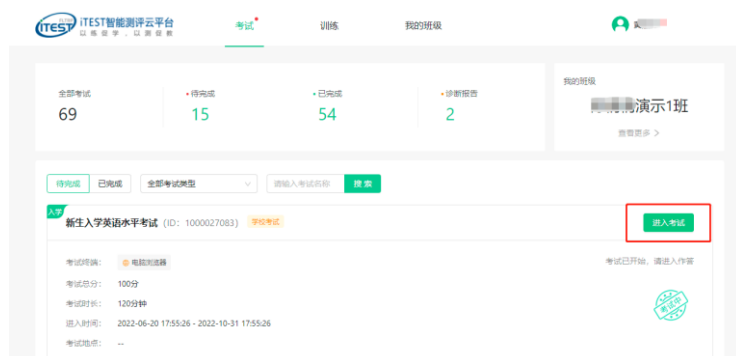 iTEST智能测评云平台
以练促学，以测促教
考试
训练
我的班级
全部考试
69
待完成
15
已完成
54
诊断报告
2
我的班级
演示1班
查看更多 >
待完成
已完成
全部考试类型
请输入考试名称
搜索
入学
新生入学英语水平考试 (ID: 1000027083) 学校考试
进入考试
考试终端: 电脑浏览器
考试已开始，请进入作答
考试总分: 100分
考试时长: 120分钟
考试中
进入时间: 2022-06-20 17:55:26 - 2022-10-31 17:55:26
考试地点: --